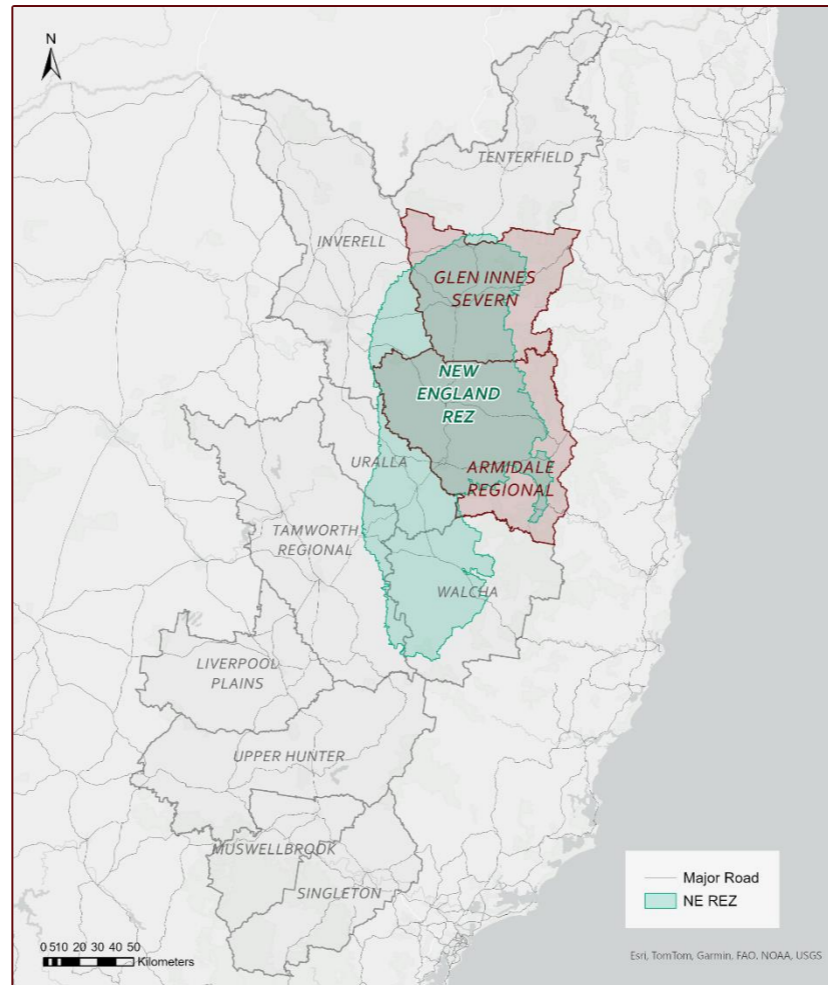 N
TENTERFIELD
INVERELL
GLEN INNES
SEVERN
NEW
ENGLAND
REZ
URALLA
ARMIDALE
REGIONAL
TAMWORTH
REGIONAL
WALCHA
LIVERPOOL
PLAINS
UPPER HUNTER
MUSWELLBROOK
SINGLETON
Major Road
NE REZ
0 5 10 20 30 40 50
Kilometers
Esri, TomTom, Garmin, FAO, NOAA, USGS